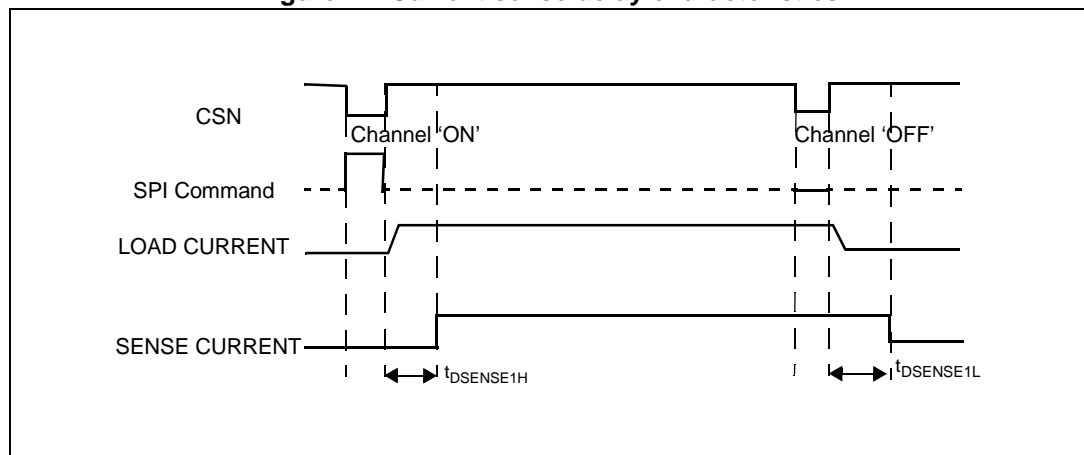 CSN
Channel 'ON'
Channel 'OFF'
SPI Command
LOAD CURRENT
SENSE CURRENT
tDSENSE1H
tDSENSE1L